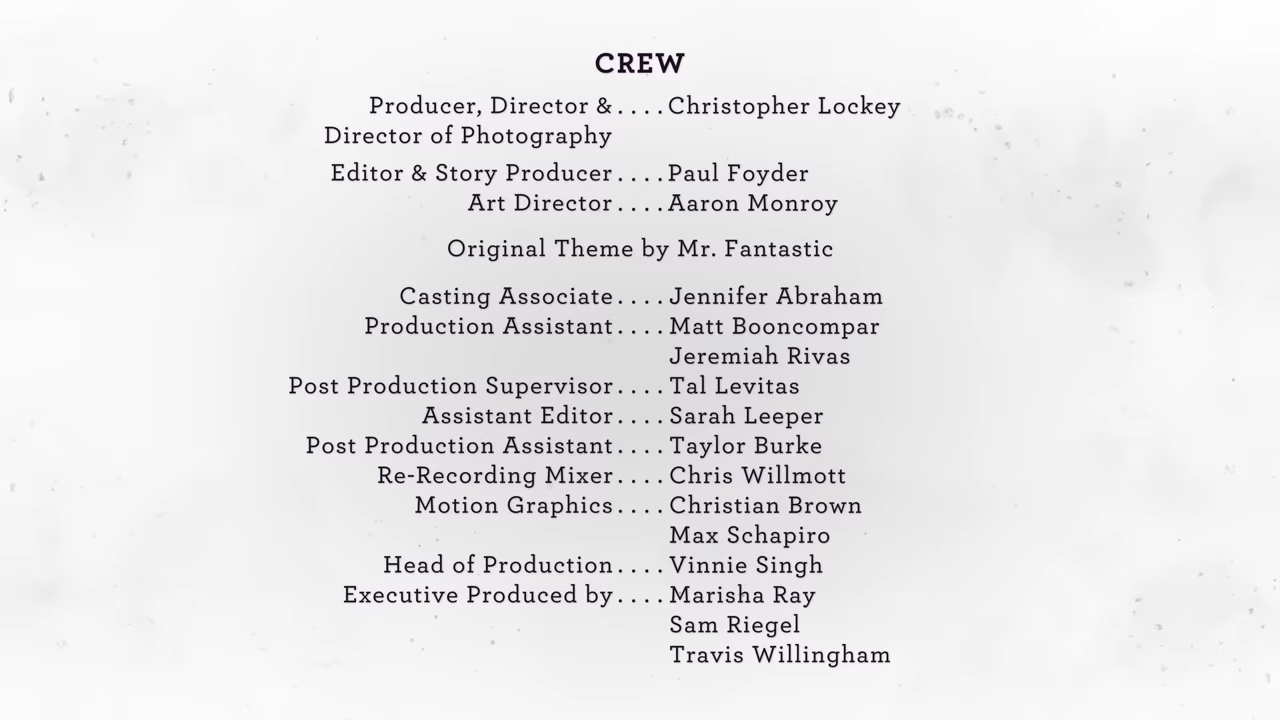 CREW
Producer, Director & .... Christopher Lockey
Director of Photography
Editor & Story Producer .... Paul Foyder
Art Director .... Aaron Monroy
Original Theme by Mr. Fantastic
Casting Associate .... Jennifer Abraham
Production Assistant .... Matt Booncompar
Jeremiah Rivas
Post Production Supervisor .... Tal Levitas
Assistant Editor .... Sarah Leeper
Post Production Assistant .... Taylor Burke
Re-Recording Mixer .... Chris Willmott
Motion Graphics .... Christian Brown
Max Schapiro
Head of Production .... Vinnie Singh
Executive Produced by .... Marisha Ray
Sam Riegel
Travis Willingham